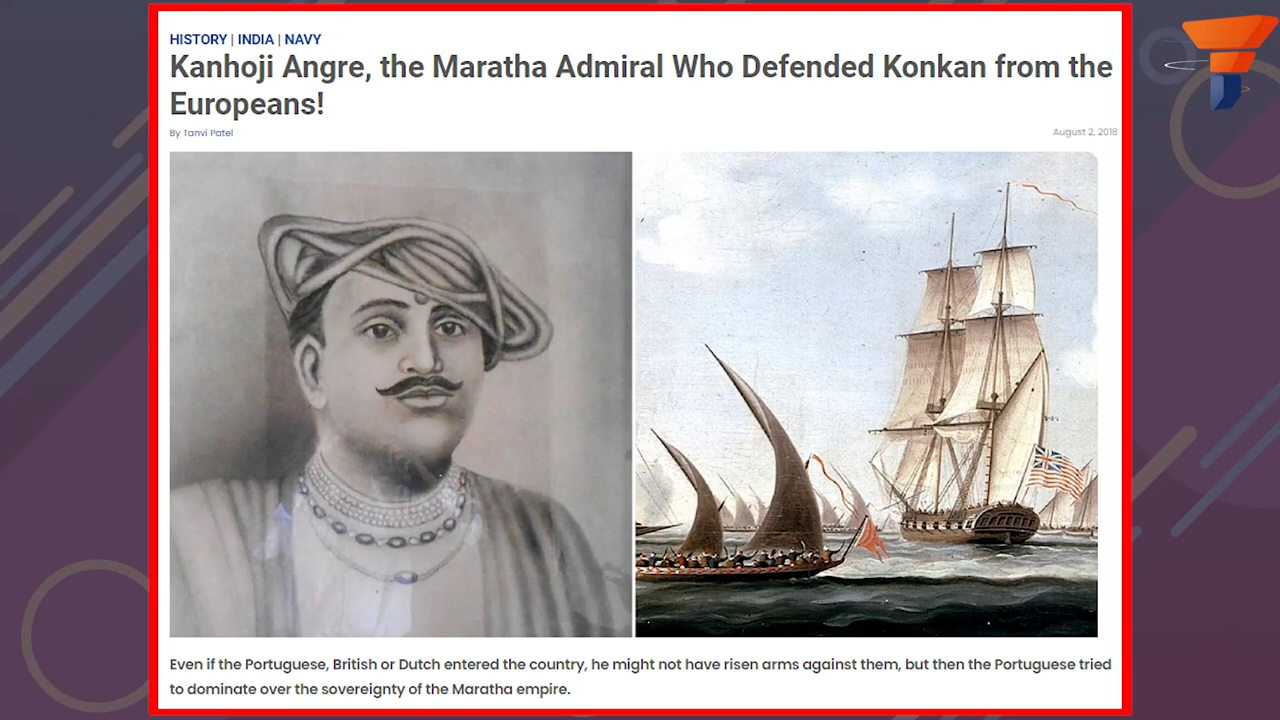 HISTORY | INDIA | NAVY
Kanhoji Angre, the Maratha Admiral Who Defended Konkan from the
Europeans!
By Tanvi Patel
August 2, 2018
Even if the Portuguese, British or Dutch entered the country, he might not have risen arms against them, but then the Portuguese tried
to dominate over the sovereignty of the Maratha empire.